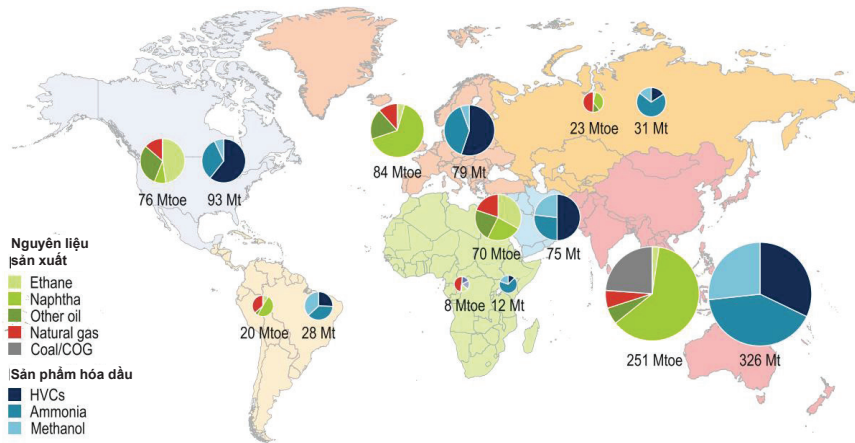 23 Mtoe
31 Mt
84 Mtoe
79 Mt
76 Mtoe
93 Mt
70 Mtoe
75 Mt
8 Mtoe
12 Mt
20 Mtoe
28 Mt
251 Mtoe
326 Mt
Nguyên liệu
sản xuất
Ethane
Naphtha
Other oil
Natural gas
Coal/COG
Sản phẩm hóa dầu
HVCs
Ammonia
Methanol